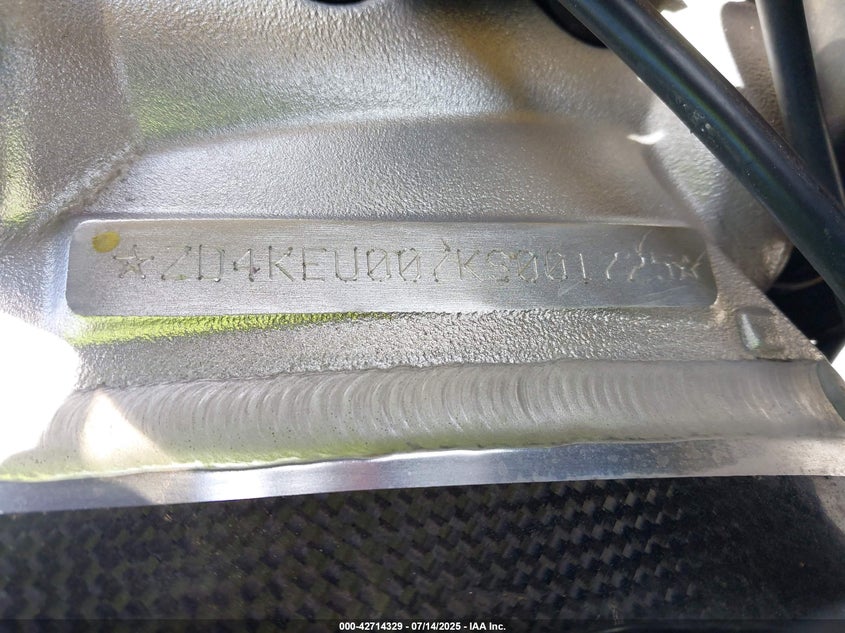 ☆ZD4KEU007KS001725☆
000-42714329 - 07/14/2025 - IAA Inc.